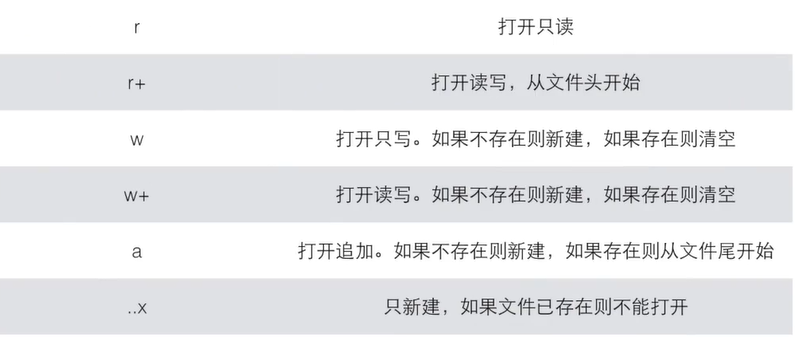 r 打开只读
r+ 打开读写，从文件头开始
w 打开只写。如果不存在则新建，如果存在则清空
w+ 打开读写。如果不存在则新建，如果存在则清空
a 打开追加。如果不存在则新建，如果存在则从文件尾开始
..x 只新建，如果文件已存在则不能打开